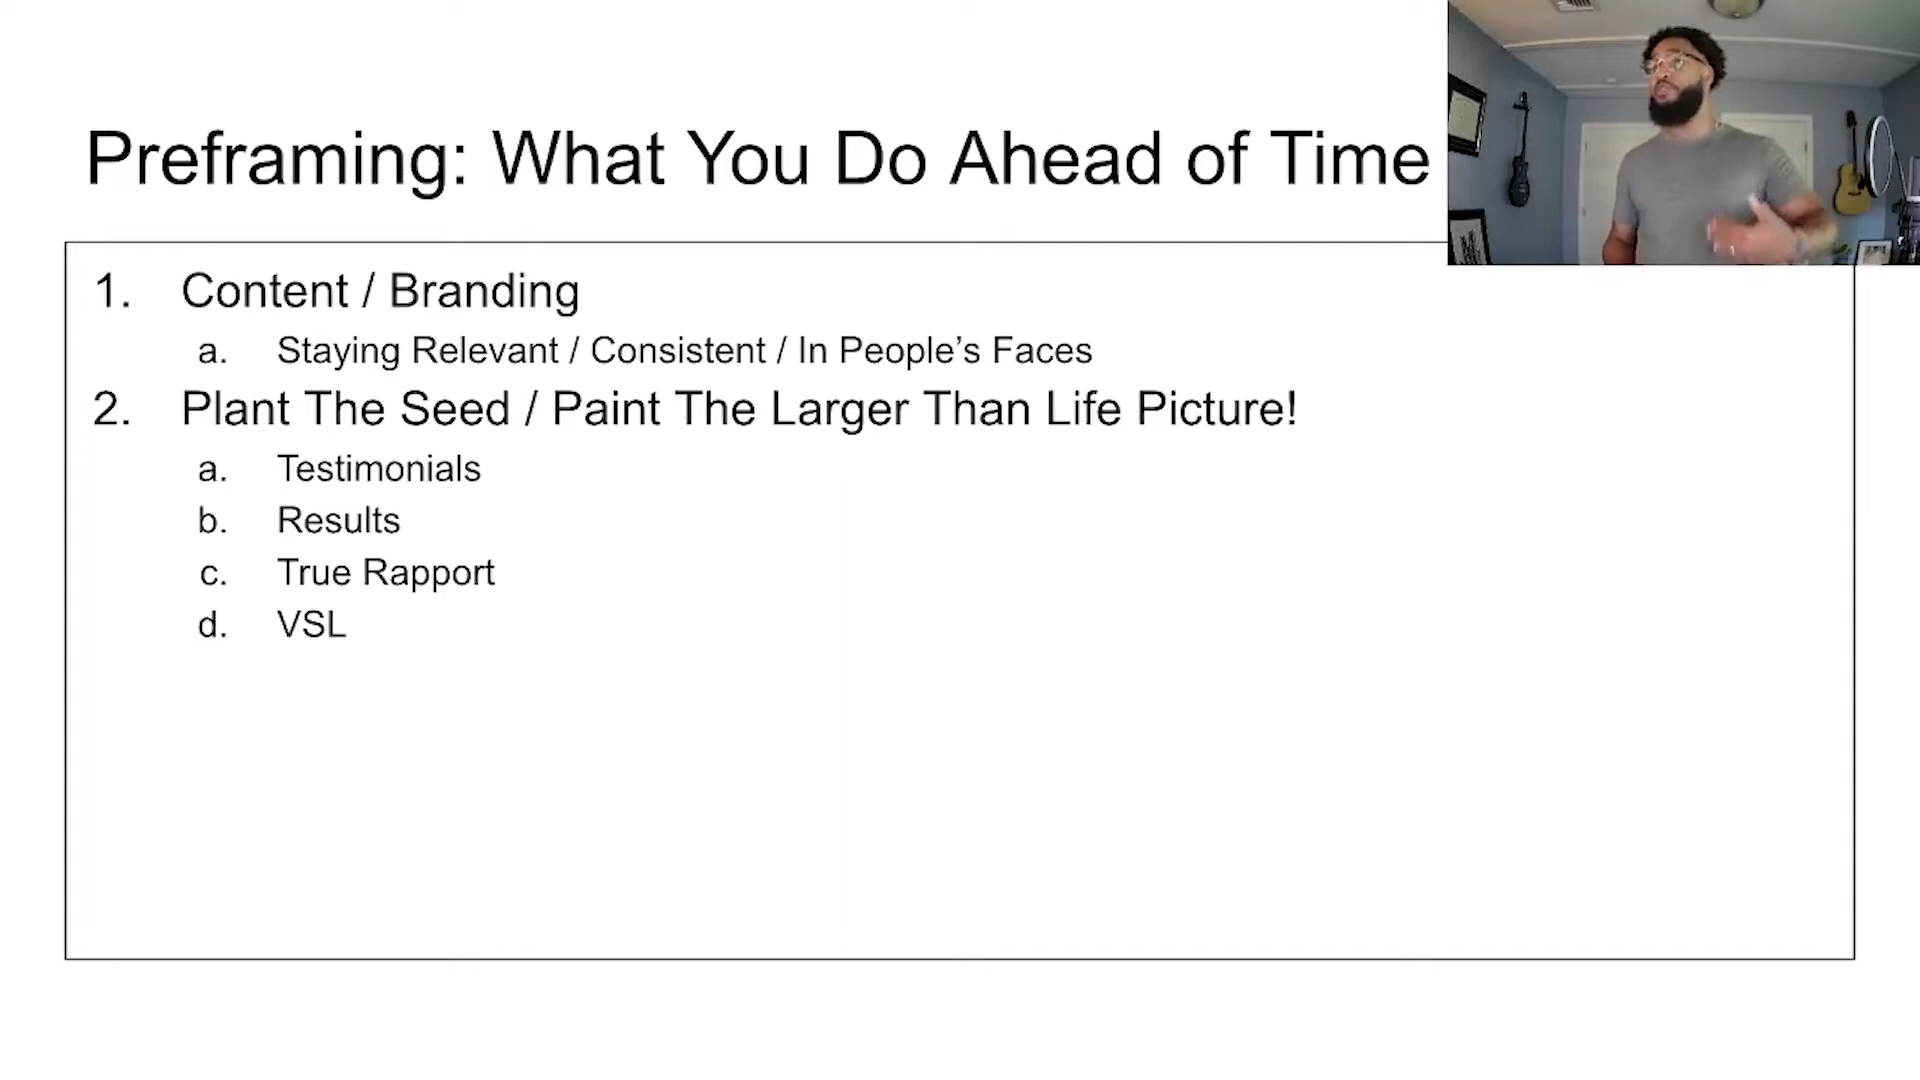 Preframing: What You Do Ahead of Time
1. Content / Branding
a. Staying Relevant / Consistent / In People’s Faces
2. Plant The Seed / Paint The Larger Than Life Picture!
a. Testimonials
b. Results
c. True Rapport
d. VSL